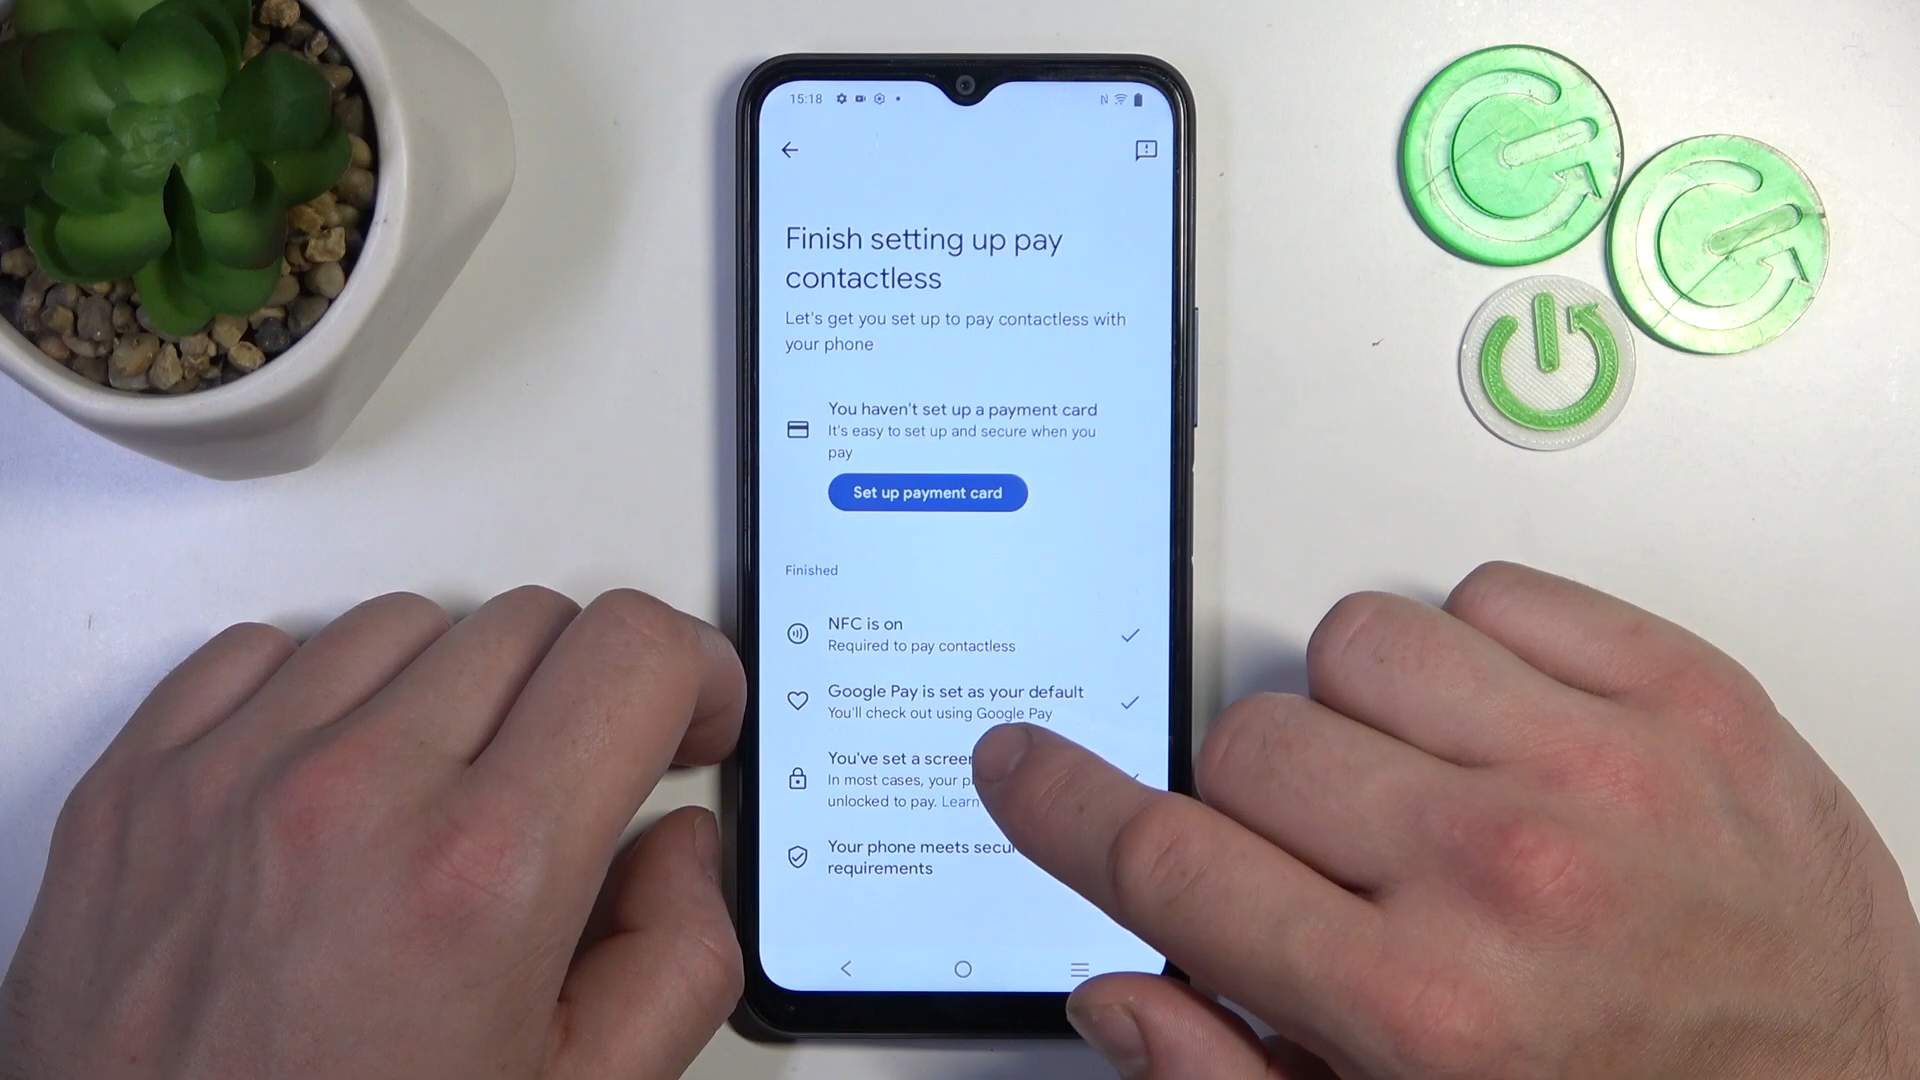 15:18
Finish setting up pay
contactless
Let's get you set up to pay contactless with
your phone
You haven't set up a payment card
It's easy to set up and secure when you
pay
Set up payment card
Finished
NFC is on
Required to pay contactless
Google Pay is set as your default
You'll check out using Google Pay
You've set a screen
In most cases, your
unlocked to pay. Learn
Your phone meets
requirements